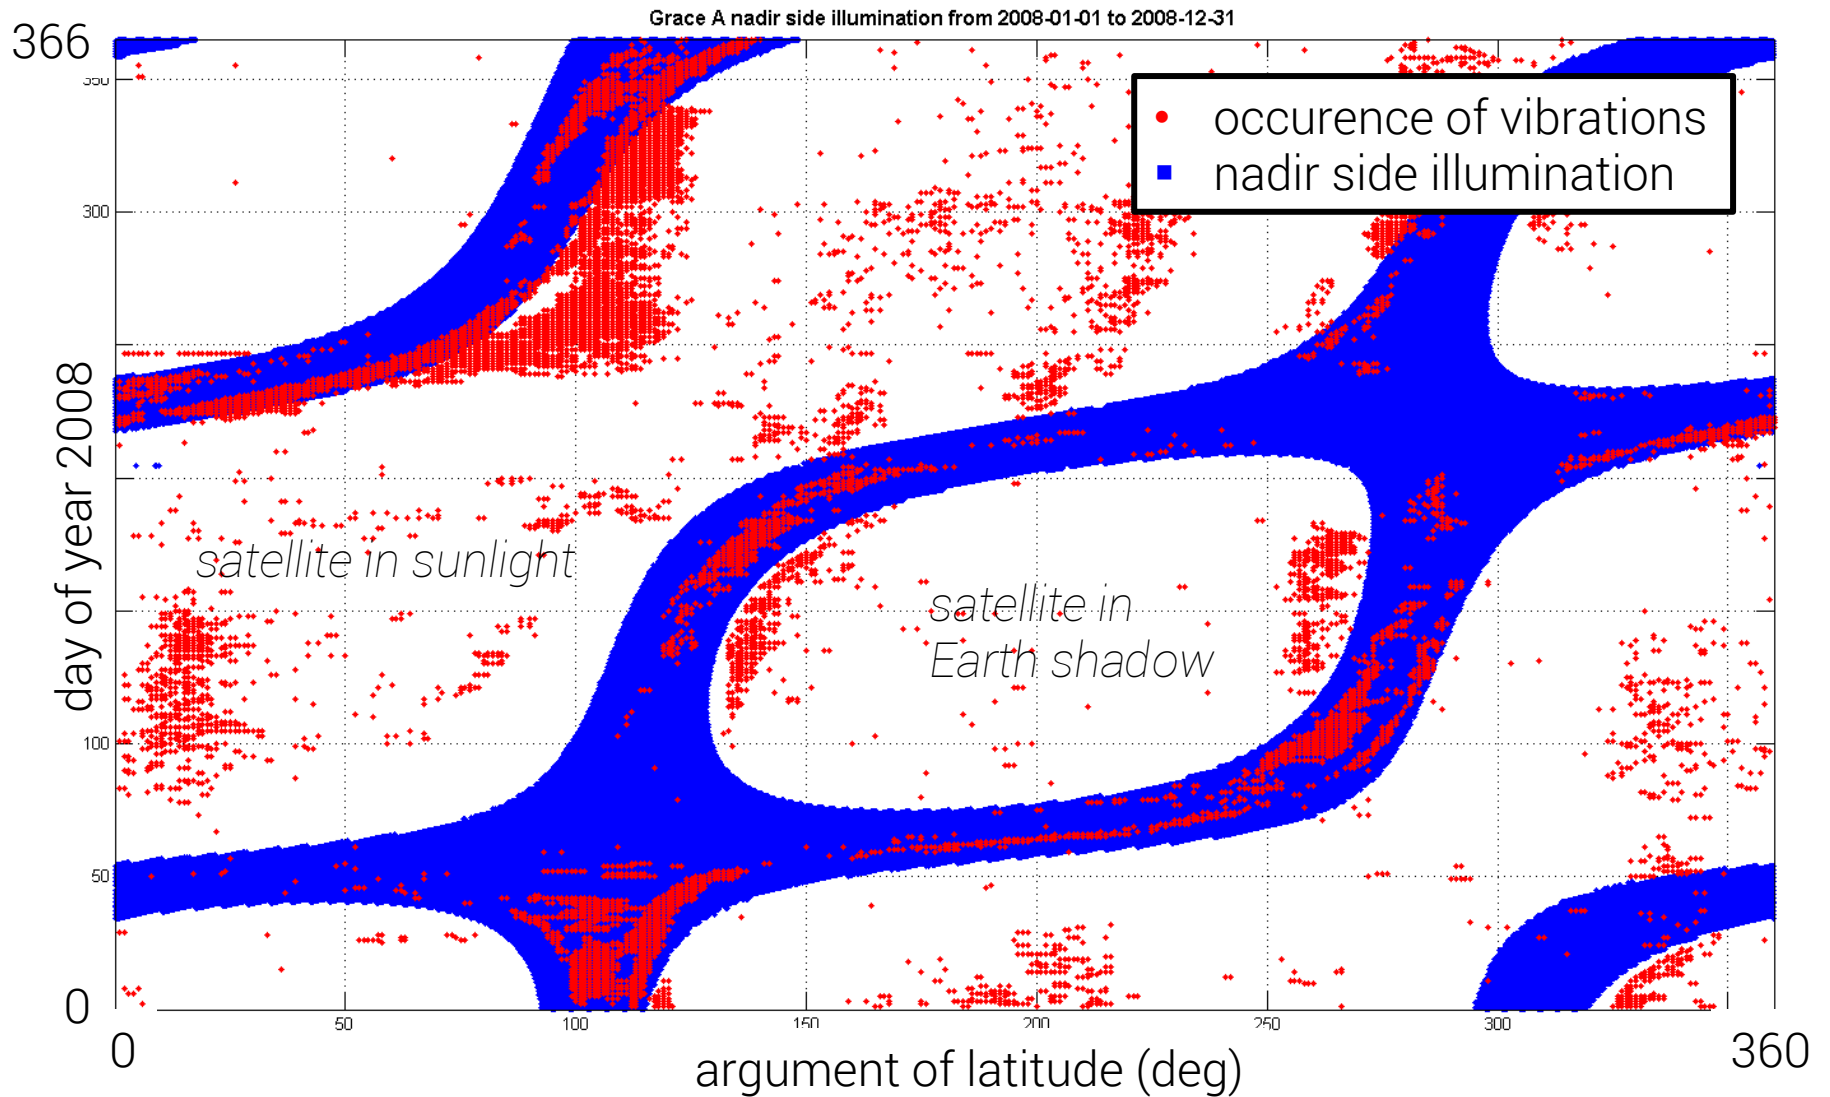 Grace A nadir side illumination from 2008-01-01 to 2008-12-31
366
350
occurence of vibrations
nadir side illumination
300
day of year 2008
satellite in sunlight
satellite in
Earth shadow
100
50
0
50
100
150
200
250
300
0
argument of latitude (deg)
360